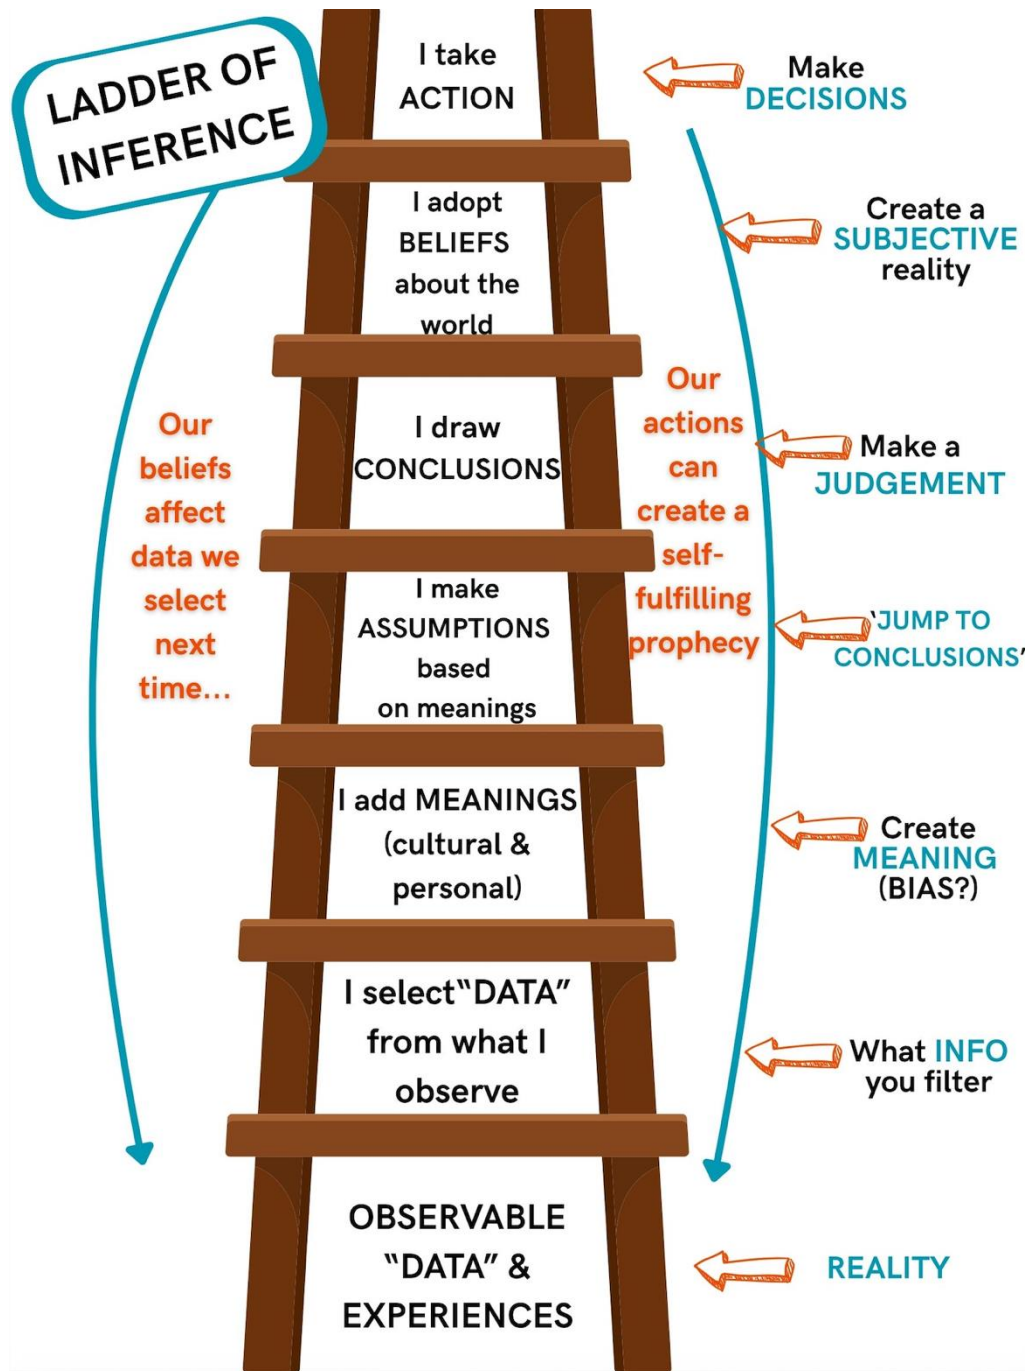 LADDER OF
INFERENCE
I take
ACTION
Make
DECISIONS
I adopt
BELIEFS
about the
world
Create a
SUBJECTIVE
reality
Our
beliefs
affect
data we
select
next
time...
I draw
CONCLUSIONS
Our
actions
can
create a
self-
fulfilling
prophecy
Make a
JUDGEMENT
I make
ASSUMPTIONS
based
on meanings
‘JUMP TO
CONCLUSIONS’
I add MEANINGS
(cultural &
personal)
Create
MEANING
(BIAS?)
I select“DATA”
from what I
observe
What INFO
you filter
OBSERVABLE
“DATA” &
EXPERIENCES
REALITY